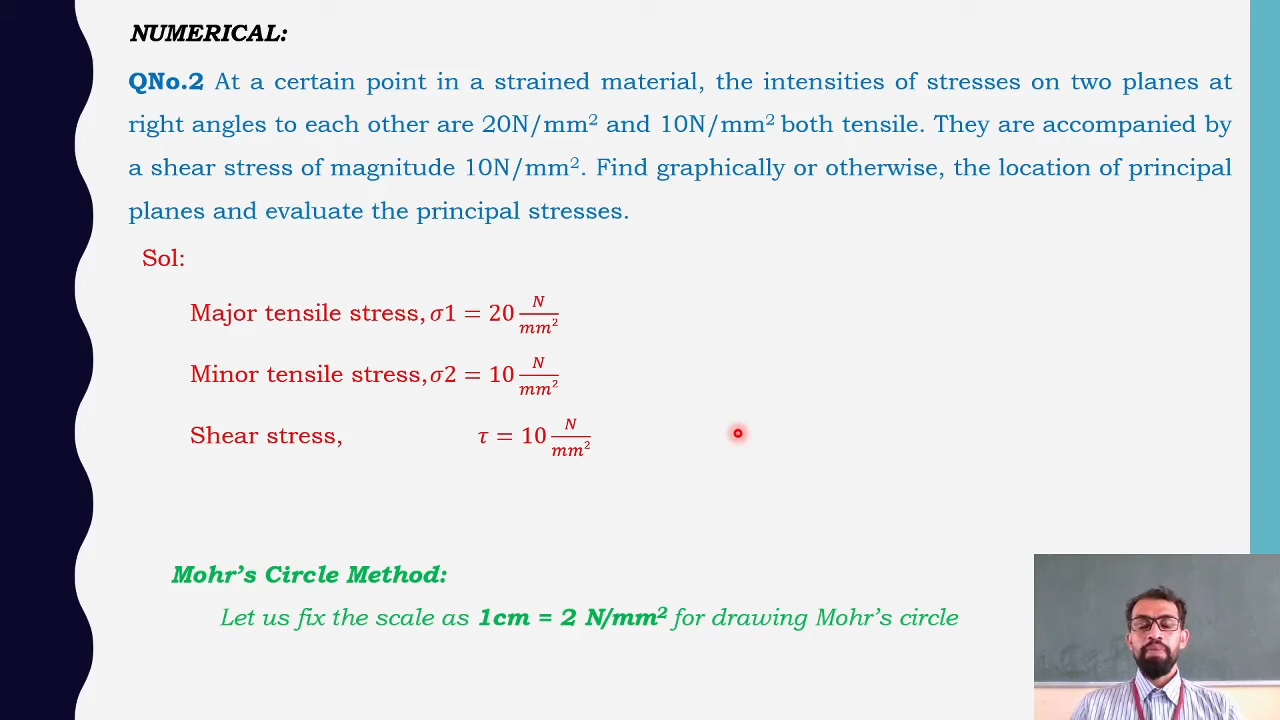 NUMERICAL:
QNo.2 At a certain point in a strained material, the intensities of stresses on two planes at
right angles to each other are 20N/mm² and 10N/mm² both tensile. They are accompanied by
a shear stress of magnitude 10N/mm². Find graphically or otherwise, the location of principal
planes and evaluate the principal stresses.
Sol:
Major tensile stress, σ1 = 20 N/mm²
Minor tensile stress, σ2 = 10 N/mm²
Shear stress, τ = 10 N/mm²
Mohr's Circle Method:
Let us fix the scale as 1cm = 2 N/mm² for drawing Mohr's circle